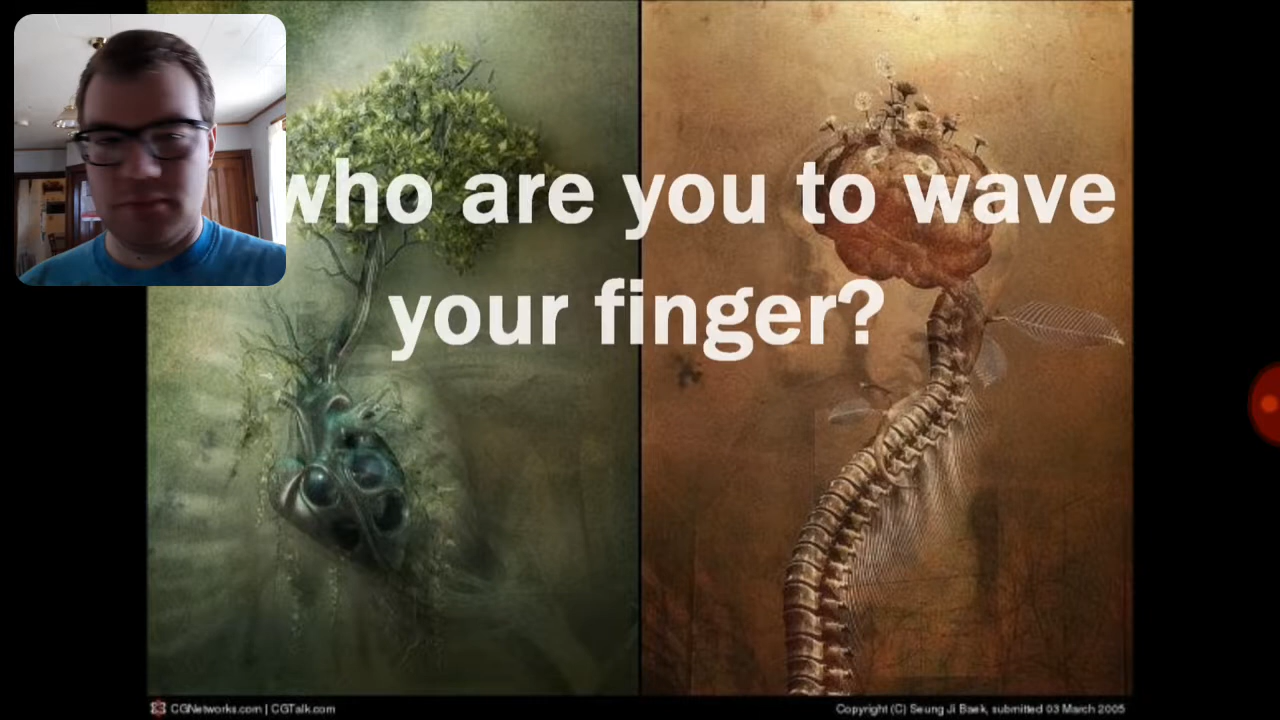 who are you to wave
your finger?
CGNetworks.com | CGTalk.com
Copyright (C) Seung Ji Baek, submitted 03 March 2005